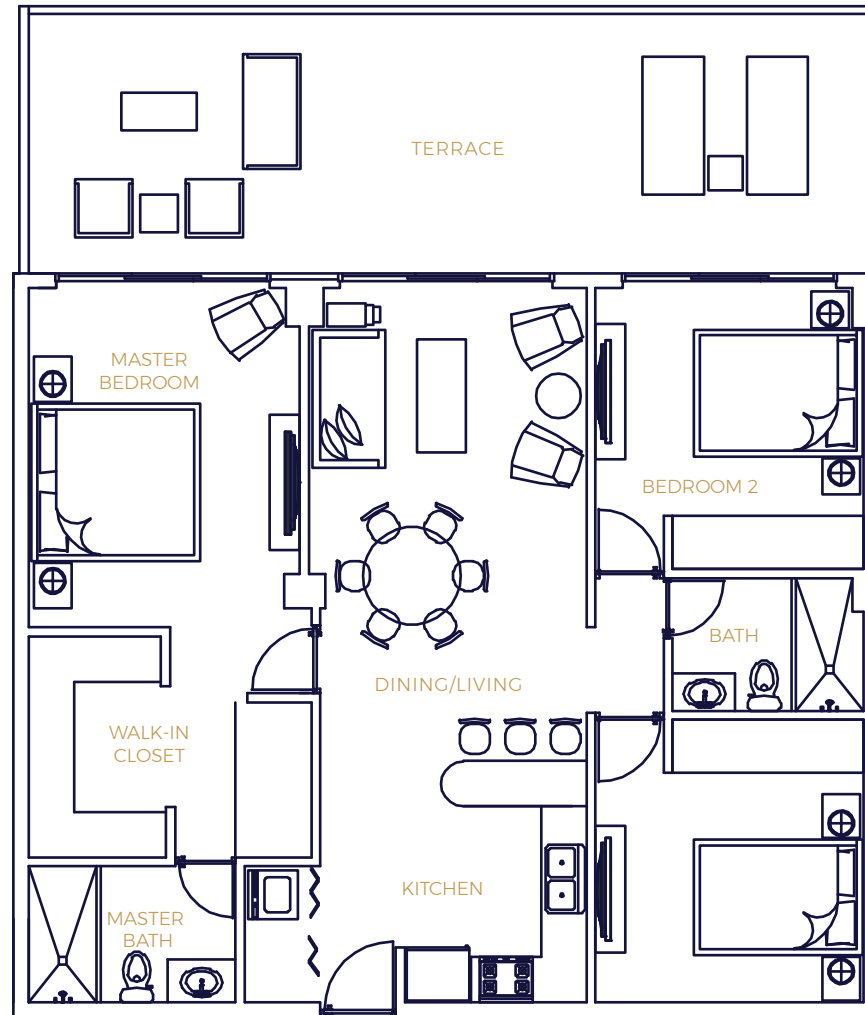 TERRACE
MASTER
BEDROOM
BEDROOM 2
BATH
DINING/LIVING
WALK-IN
CLOSET
KITCHEN
MASTER
BATH